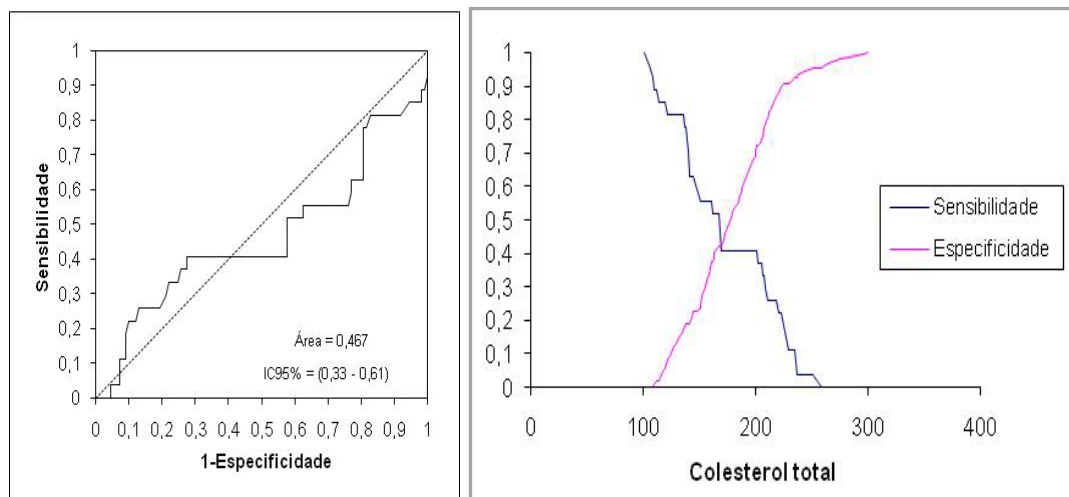 1
0,9
0,8
0,7
0,6
0,5
0,4
0,3
0,2
0,1
0
Sensibilidade
Área = 0,467
IC95% = (0,33 - 0,61)
0 0,1 0,2 0,3 0,4 0,5 0,6 0,7 0,8 0,9 1
1-Especificidade
1
0,9
0,8
0,7
0,6
0,5
0,4
0,3
0,2
0,1
0
0 100 200 300 400
Colesterol total
Sensibilidade
Especificidade